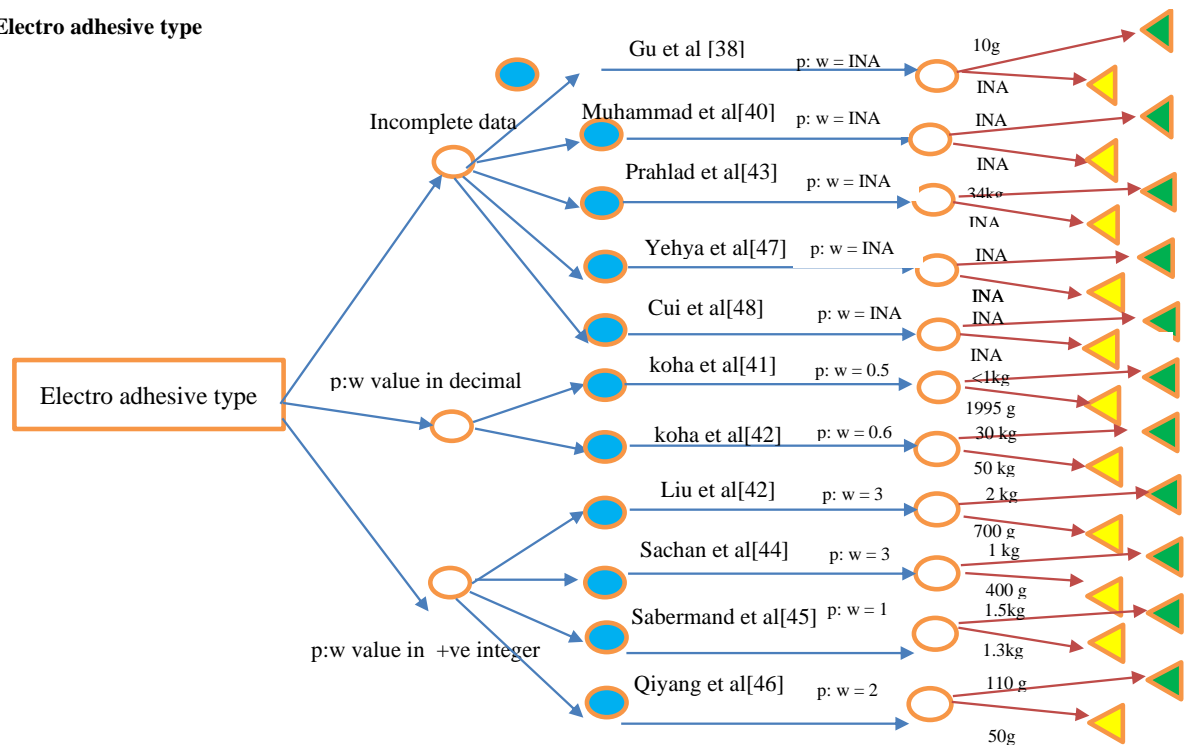 Electro adhesive type
Gu et al [38]
p: w = INA
10g
INA
Incomplete data
Muhammad et al[40]
p: w = INA
INA
INA
Prahlad et al[43]
p: w = INA
34kg
INA
Yehya et al[47]
p: w = INA
INA
INA
Cui et al[48]
p: w = INA
INA
INA
Electro adhesive type
p:w value in decimal
koha et al[41]
p: w = 0.5
<1kg
1995 g
koha et al[42]
p: w = 0.6
30 kg
50 kg
Liu et al[42]
p: w = 3
2 kg
700 g
Sachan et al[44]
p: w = 3
1 kg
400 g
p:w value in +ve integer
Sabermand et al[45]
p: w = 1
1.5kg
1.3kg
Qiyang et al[46]
p: w = 2
110 g
50g